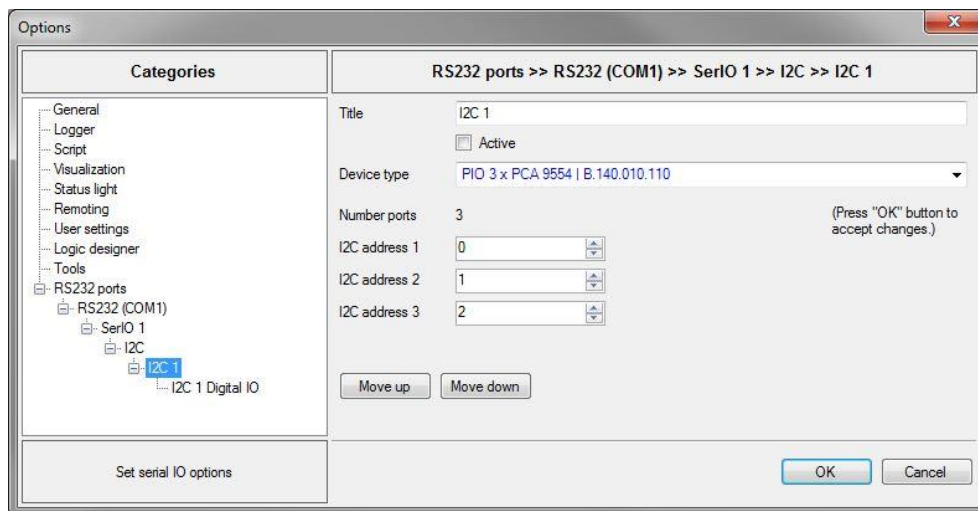 Options
Categories
RS232 ports >> RS232 (COM1) >> SerIO 1 >> I2C >> I2C 1
General
Logger
Script
Visualization
Status light
Remoting
User settings
Logic designer
Tools
RS232 ports
RS232 (COM1)
SerIO 1
I2C
I2C 1
I2C 1 Digital IO
Title I2C 1
Active
Device type PIO 3 x PCA 9554 | B.140.010.110
Number ports 3
(Press "OK" button to
accept changes.)
I2C address 1 0
I2C address 2 1
I2C address 3 2
Move up Move down
Set serial IO options
OK Cancel